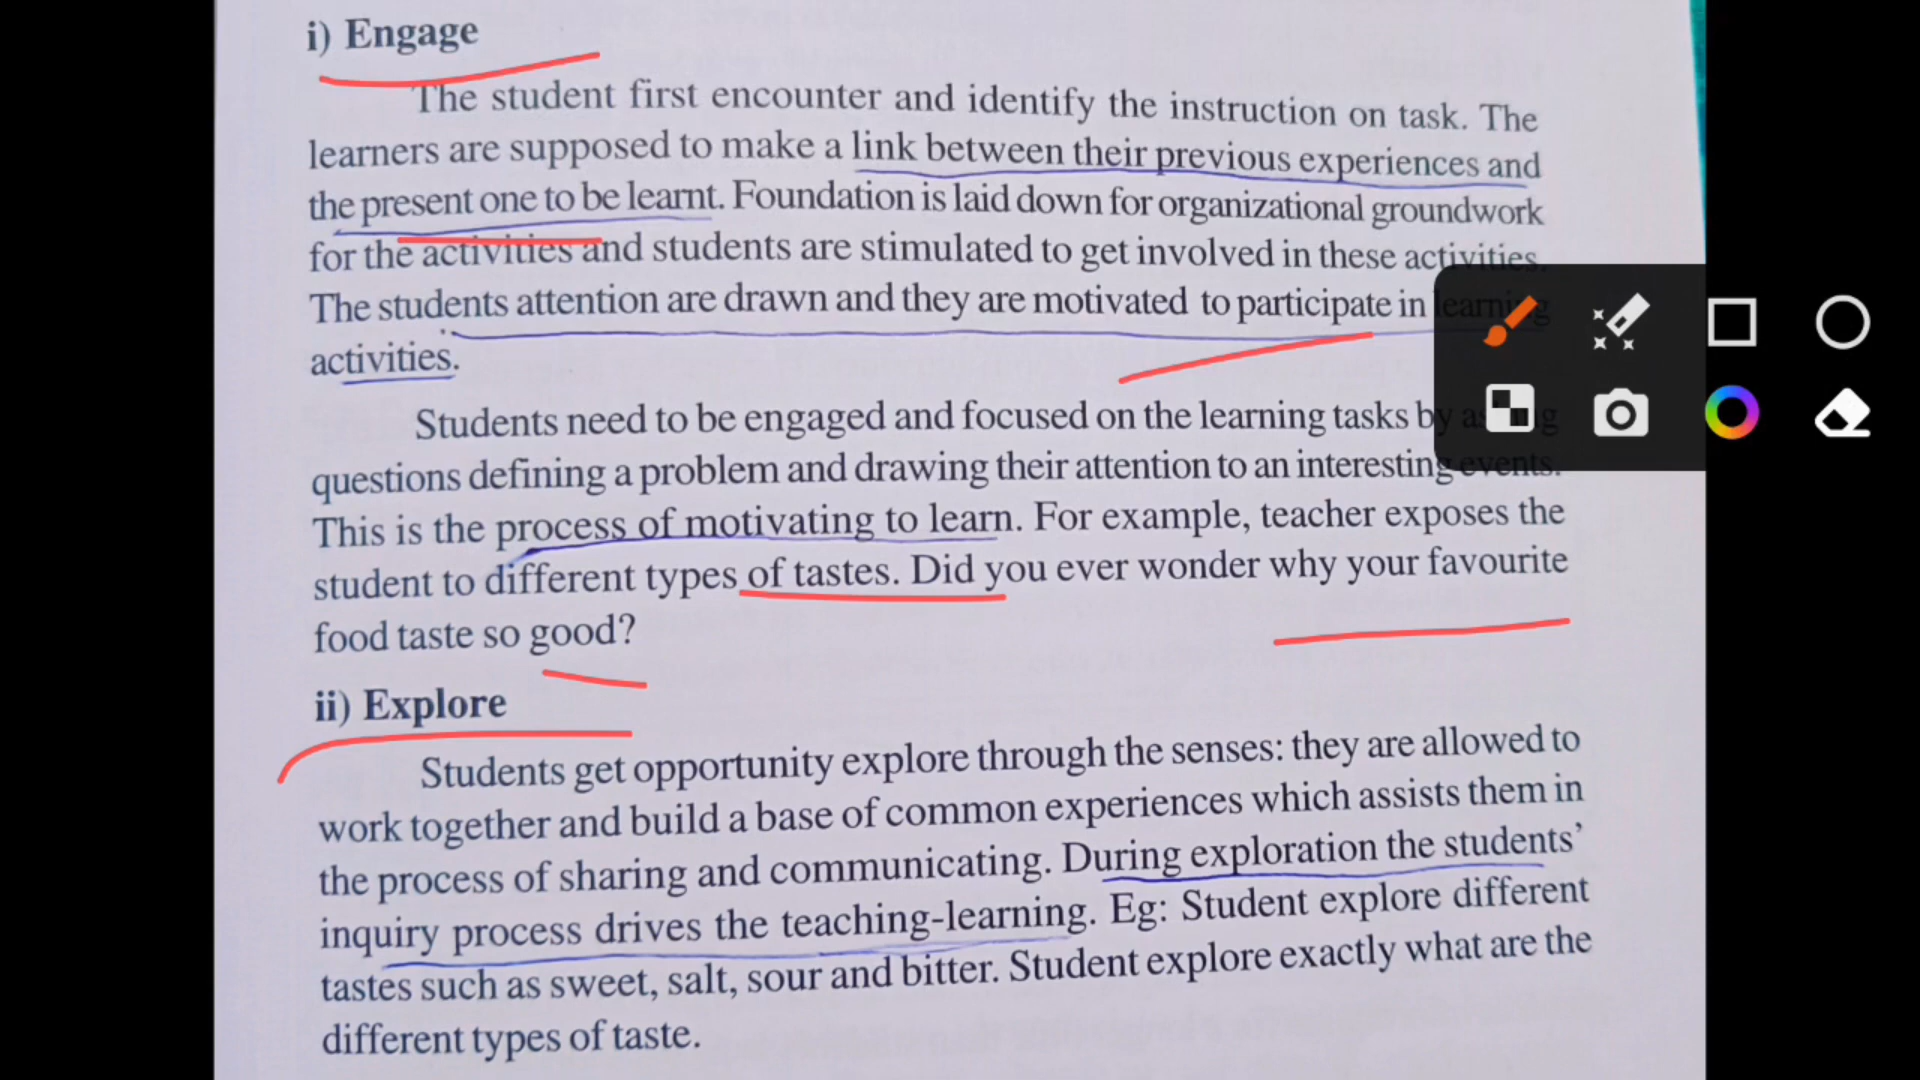 i) Engage
The student first encounter and identify the instruction on task. The
learners are supposed to make a link between their previous experiences and
the present one to be learnt. Foundation is laid down for organizational groundwork
for the activities and students are stimulated to get involved in these activities.
The students attention are drawn and they are motivated to participate in learning
activities.
Students need to be engaged and focused on the learning tasks by asking
questions defining a problem and drawing their attention to an interesting events.
This is the process of motivating to learn. For example, teacher exposes the
student to different types of tastes. Did you ever wonder why your favourite
food taste so good?
ii) Explore
Students get opportunity explore through the senses: they are allowed to
work together and build a base of common experiences which assists them in
the process of sharing and communicating. During exploration the students'
inquiry process drives the teaching-learning. Eg: Student explore different
tastes such as sweet, salt, sour and bitter. Student explore exactly what are the
different types of taste.